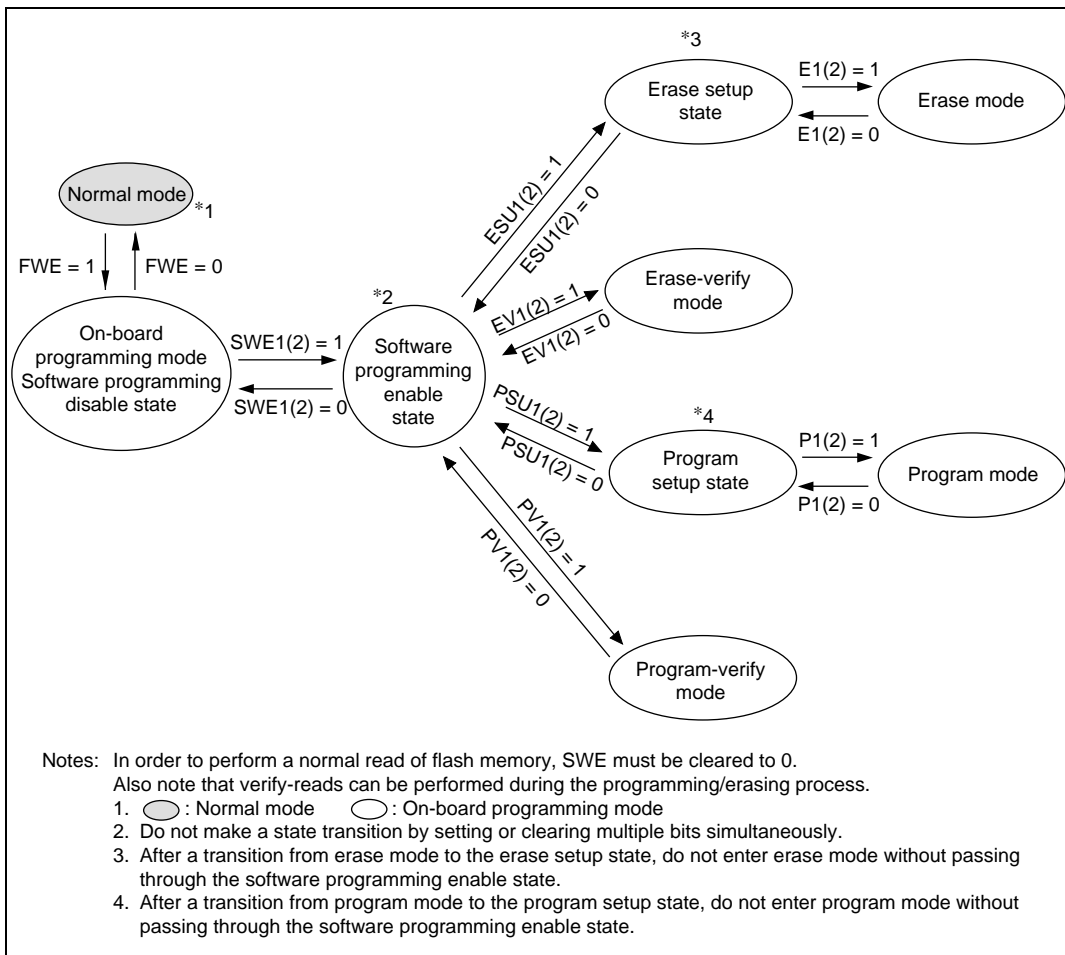 *3
Erase setup
state
E1(2) = 1
E1(2) = 0
Erase mode
Normal mode
*1
FWE = 1
FWE = 0
ESU1(2) = 1
ESU1(2) = 0
On-board
programming mode
Software programming
disable state
SWE1(2) = 1
SWE1(2) = 0
*2
Software
programming
enable
state
EV1(2) = 1
EV1(2) = 0
Erase-verify
mode
PSU1(2) = 1
PSU1(2) = 0
*4
Program
setup state
P1(2) = 1
P1(2) = 0
Program mode
PV1(2) = 1
PV1(2) = 0
Program-verify
mode
Notes: In order to perform a normal read of flash memory, SWE must be cleared to 0.
Also note that verify-reads can be performed during the programming/erasing process.
1. : Normal mode : On-board programming mode
2. Do not make a state transition by setting or clearing multiple bits simultaneously.
3. After a transition from erase mode to the erase setup state, do not enter erase mode without passing
through the software programming enable state.
4. After a transition from program mode to the program setup state, do not enter program mode without
passing through the software programming enable state.